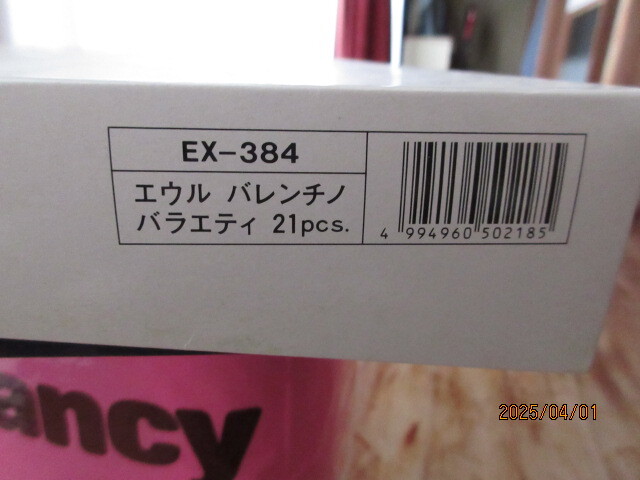 EX-384
エウル バレンチノ
バラエティ 21pcs.
4 994960 502185
ancy
2025/04/01